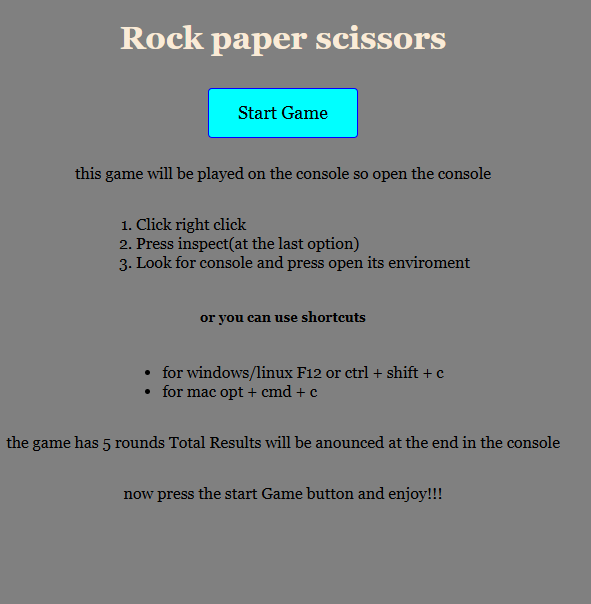 Rock paper scissors
Start Game
this game will be played on the console so open the console
1. Click right click
2. Press inspect(at the last option)
3. Look for console and press open its enviroment
or you can use shortcuts
• for windows/linux F12 or ctrl + shift + c
• for mac opt + cmd + c
the game has 5 rounds Total Results will be anounced at the end in the console
now press the start Game button and enjoy!!!